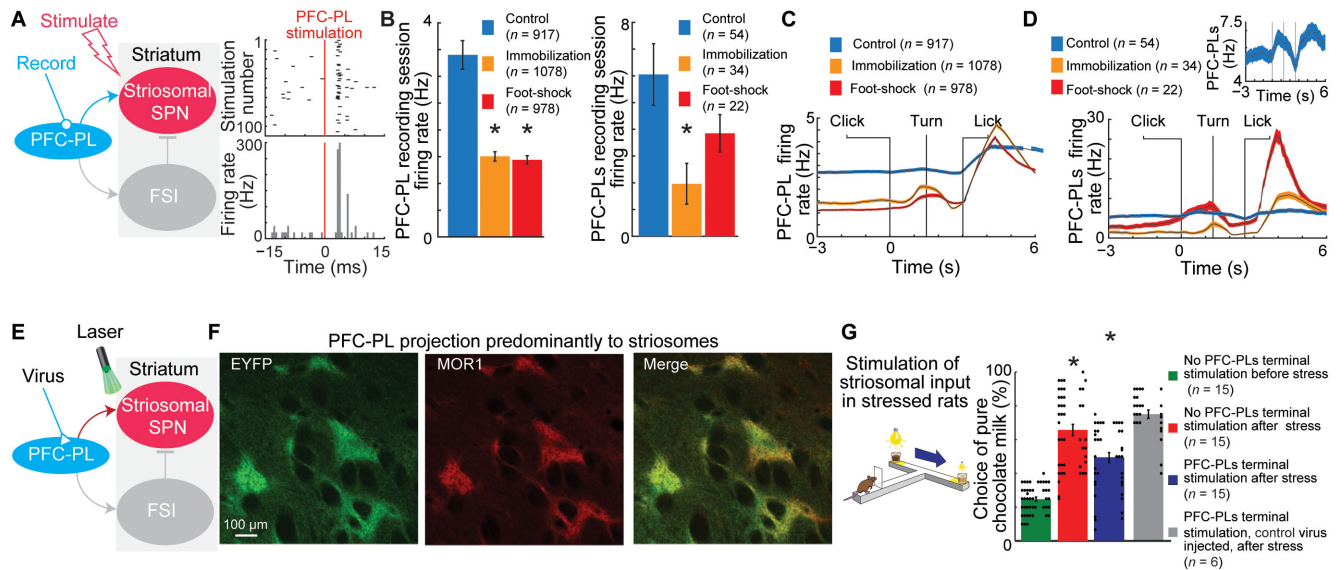 A
Stimulate
Record
Striatum
Striosomal
SPN
PFC-PL
FSI
PFC-PL
stimulation
1
Stimulation
number
100
300
Firing rate
(Hz)
0
−15
0
15
Time (ms)
B
4
PFC-PL recording session
firing rate (Hz)
0
Control
(n = 917)
Immobilization
(n = 1078)
Foot-shock
(n = 978)
* *
8
PFC-PLs recording session
firing rate (Hz)
0
Control
(n = 54)
Immobilization
(n = 34)
Foot-shock
(n = 22)
*
C
Control (n = 917)
Immobilization (n = 1078)
Foot-shock (n = 978)
Click
Turn
Lick
5
PFC-PL firing
rate (Hz)
0
−3
0
3
6
Time (s)
D
Control (n = 54)
Immobilization (n = 34)
Foot-shock (n = 22)
7.5
PFC-PLs
(Hz)
4
−3
6
Time (s)
Click
Turn
Lick
30
PFC-PLs firing
rate (Hz)
0
−3
0
3
6
Time (s)
E
Laser
Virus
Striatum
Striosomal
SPN
PFC-PL
FSI
F
PFC-PL projection predominantly to striosomes
EYFP
MOR1
Merge
100 µm
G
Stimulation of
striosomal input
in stressed rats
100
Choice of pure
chocolate milk (%)
0
*
*
No PFC-PLs terminal
stimulation before stress
(n = 15)
No PFC-PLs terminal
stimulation after stress
(n = 15)
PFC-PLs terminal
stimulation after stress
(n = 15)
PFC-PLs terminal
stimulation, control virus
injected, after stress
(n = 6)